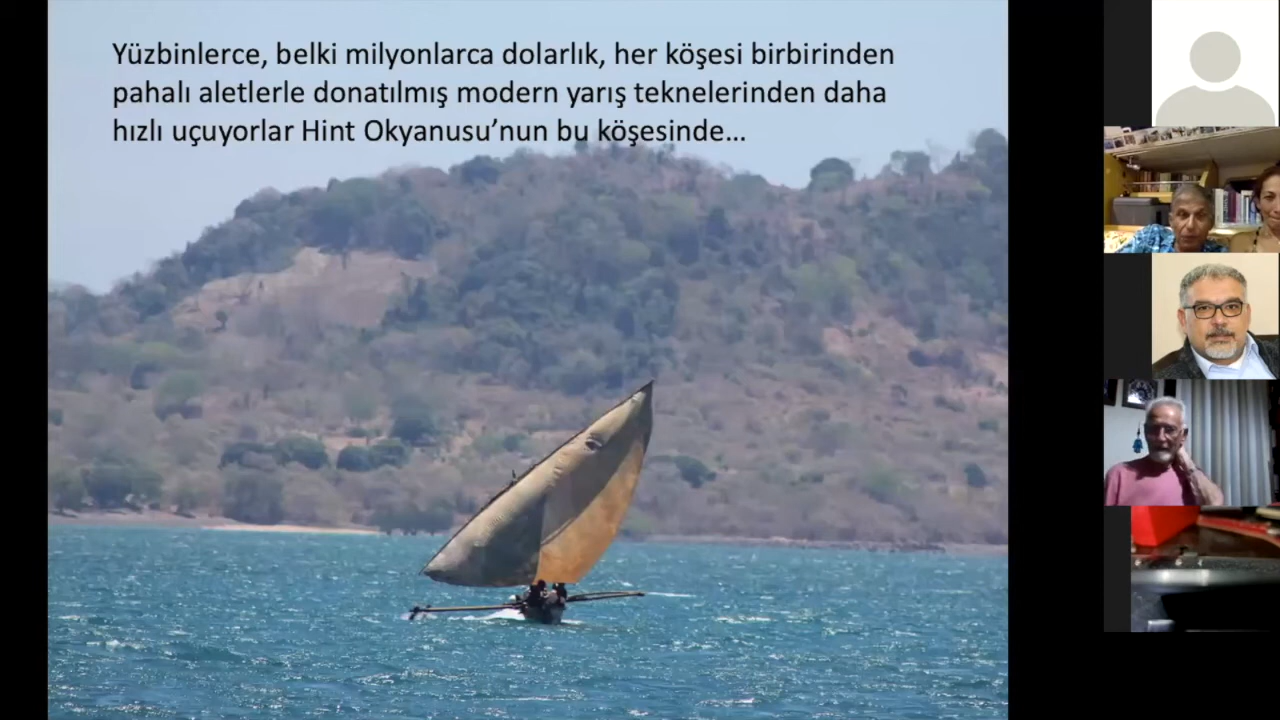 Yüzbinlerce, belki milyonlarca dolarlık, her köşesi birbirinden
pahalı aletlerle donatılmış modern yarış teknelerinden daha
hızlı uçuyorlar Hint Okyanusu’nun bu köşesinde…